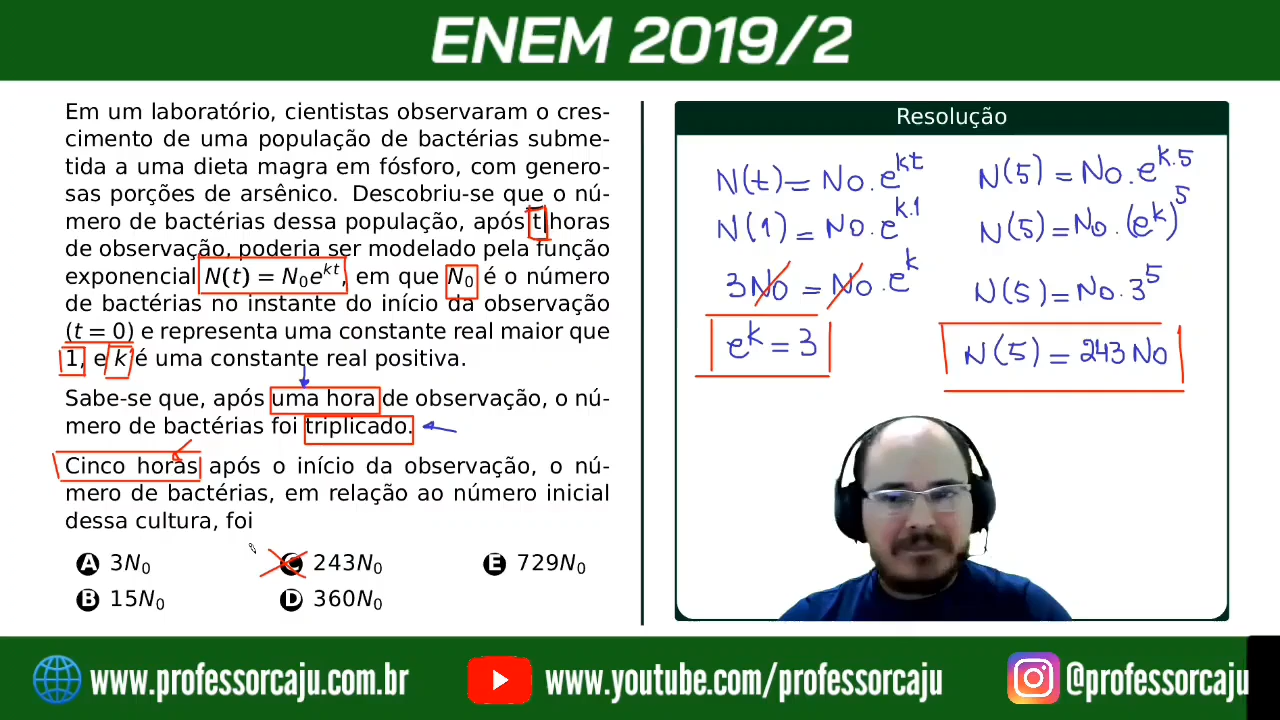 ENEM 2019/2
Em um laboratório, cientistas observaram o cres-
cimento de uma população de bactérias subme-
tida a uma dieta magra em fósforo, com genero-
sas porções de arsênico. Descobriu-se que o nú-
mero de bactérias dessa população, após t horas
de observação, poderia ser modelado pela função
exponencial N(t) = N₀eᵏᵗ, em que N₀ é o número
de bactérias no instante do início da observação
(t = 0) e representa uma constante real maior que
1, e k é uma constante real positiva.
Sabe-se que, após uma hora de observação, o nú-
mero de bactérias foi triplicado.
Cinco horas após o início da observação, o nú-
mero de bactérias, em relação ao número inicial
dessa cultura, foi
A 3N₀
B 15N₀
C 243N₀
D 360N₀
E 729N₀
Resolução
N(t) = No.e^kt
N(1) = No.e^k.1
3No = No.e^k
e^k = 3
N(5) = No.e^k.5
N(5) = No.(e^k)^5
N(5) = No.3^5
N(5) = 243No
www.professorcaju.com.br
www.youtube.com/professorcaju
@professorcaju